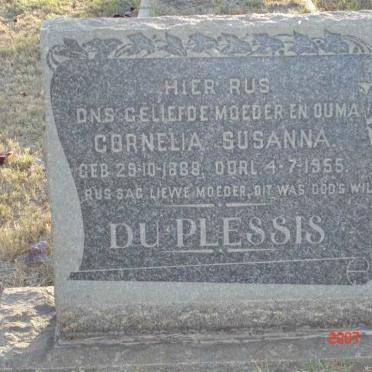 HIER RUS
ONS GELIEFDE MOEDER EN OUMA
CORNELIA SUSANNA.
GEB. 29-10-1888. OORL. 4-7-1955.
RUS SAG LIEWE MOEDER, DIT WAS GOD'S WIL
DU PLESSIS
2007